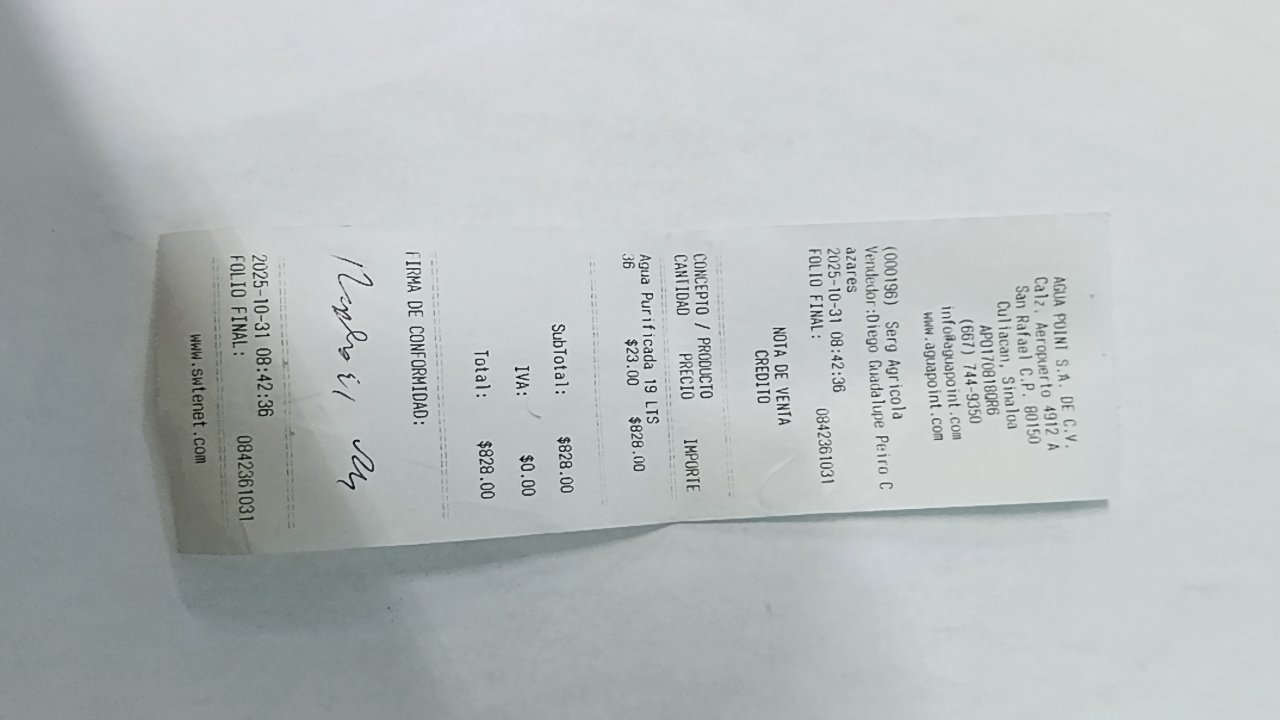 AGUA POINT S.A. DE C.V.
Calz. Aeropuerto 4912 A
San Rafael C.P. 80150
Culiacan, Sinaloa
APO170818QR6
(667) 744-9350
info@aguapoint.com
www.aguapoint.com
(000196) Serg Agricola
Vendedor:Diego Guadalupe Peiro C
azares
2025-10-31 08:42:36
FOLIO FINAL: 0842361031
NOTA DE VENTA
CREDITO
CONCEPTO / PRODUCTO
CANTIDAD PRECIO IMPORTE
Agua Purificada 19 LTS
36 $23.00 $828.00
SubTotal: $828.00
IVA: $0.00
Total: $828.00
FIRMA DE CONFORMIDAD:
2025-10-31 08:42:36
FOLIO FINAL: 0842361031
www.swtenet.com